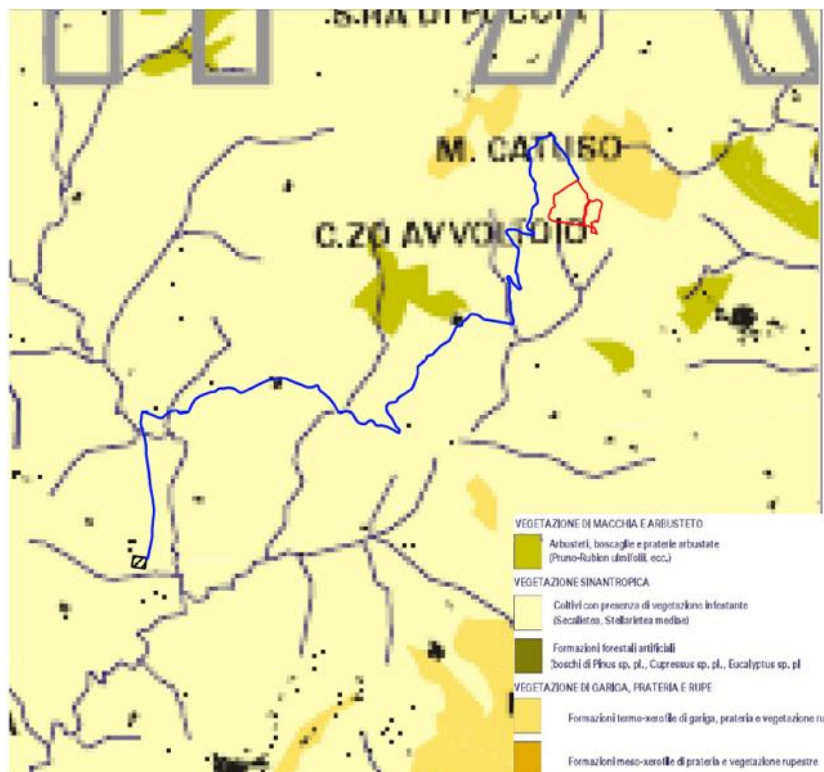 M. CATUSO
C.ZO AVVOLTOIO
VEGETAZIONE DI MACCHIA E ARBUSTETO
Arbusteti, boscaglie e praterie arbustate
(Pruno-Rubion ulmifolii, ecc.)
VEGETAZIONE SINANTROPICA
Coltivi con presenza di vegetazione infestante
(Secalietea, Stellarietea mediae)
Formazioni forestali artificiali
(boschi di Pinus sp. pl., Cupressus sp. pl., Eucalyptus sp. pl
VEGETAZIONE DI GARIGA, PRATERIA E RUPE
Formazioni termo-xerofile di gariga, prateria e vegetazione ru
Formazioni meso-xerofile di prateria e vegetazione rupestre